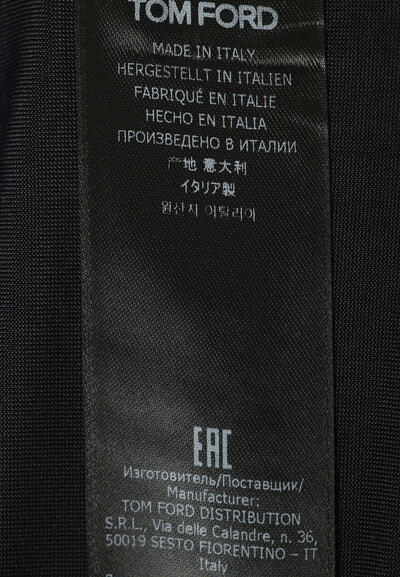 TOM FORD
MADE IN ITALY
HERGESTELLT IN ITALIEN
FABRIQUÉ EN ITALIE
HECHO EN ITALIA
ПРОИЗВЕДЕНО В ИТАЛИИ
产地 意大利
イタリア製
원산지 이탈리아
EAC
Изготовитель/Поставщик/
Manufacturer:
TOM FORD DISTRIBUTION
S.R.L., Via delle Calandre, n. 36,
50019 SESTO FIORENTINO – IT
Italy